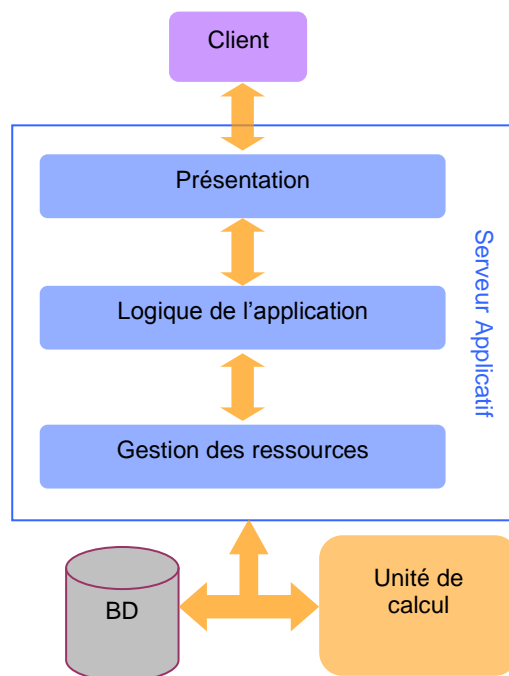 Client
Présentation
Logique de l’application
Gestion des ressources
Serveur Applicatif
BD
Unité de
calcul